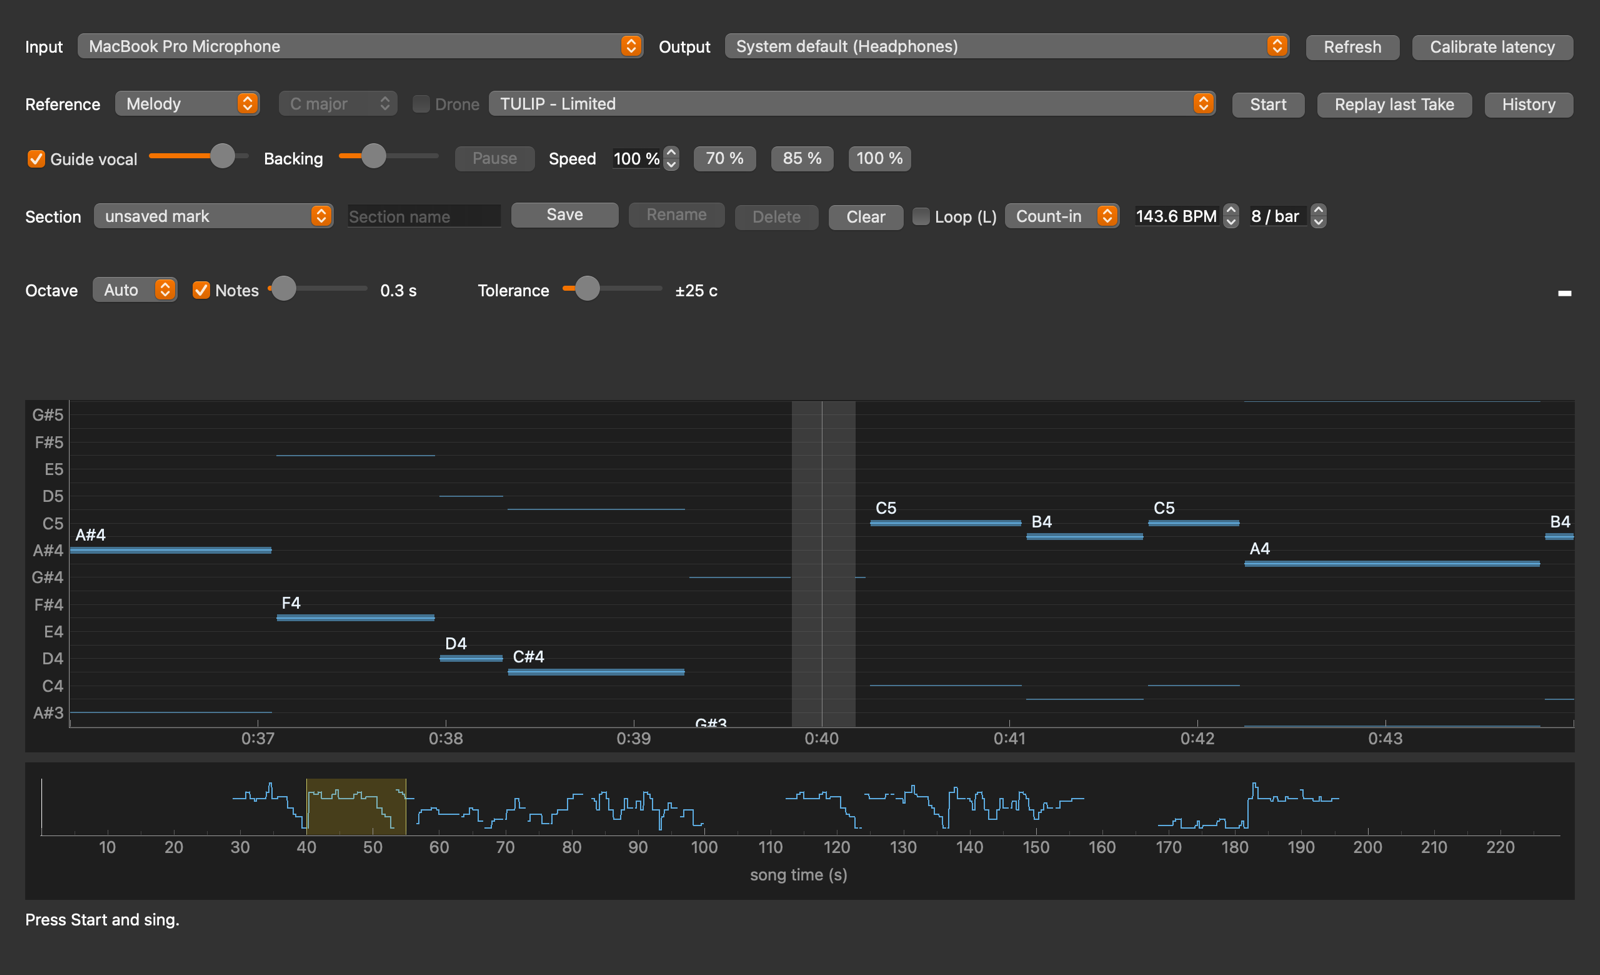 Input MacBook Pro Microphone Output System default (Headphones) Refresh Calibrate latency
Reference Melody C major Drone TULIP - Limited Start Replay last Take History
Guide vocal Backing Pause Speed 100 % 70 % 85 % 100 %
Section unsaved mark Section name Save Rename Delete Clear Loop (L) Count-in 143.6 BPM 8 / bar
Octave Auto Notes 0.3 s Tolerance ±25 c
G#5
F#5
E5
D5
C5 C5 C5
C5 B4 B4
A#4 A#4
A4
G#4
F4
F#4
E4
D4
D4 C#4
C4
A#3
G#3
0:37 0:38 0:39 0:40 0:41 0:42 0:43
10 20 30 40 50 60 70 80 90 100 110 120 130 140 150 160 170 180 190 200 210 220
song time (s)
Press Start and sing.